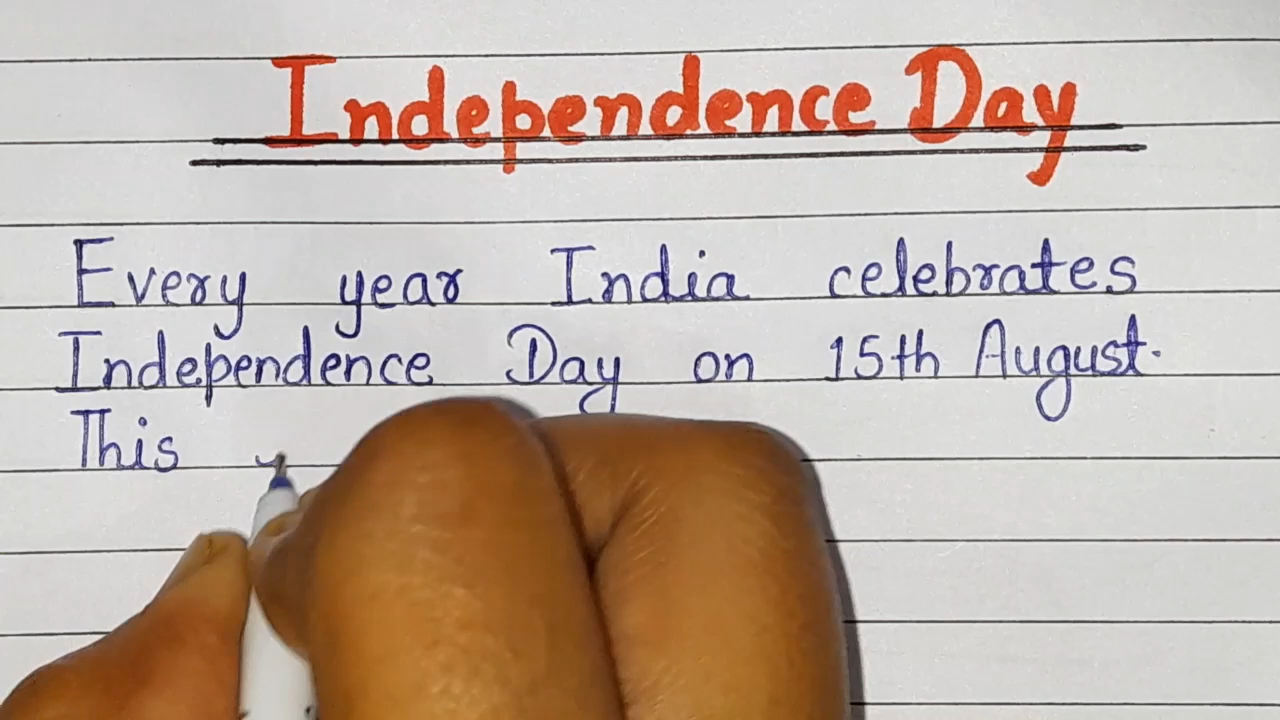 Independence Day
Every year India celebrates
Independence Day on 15th August.
This